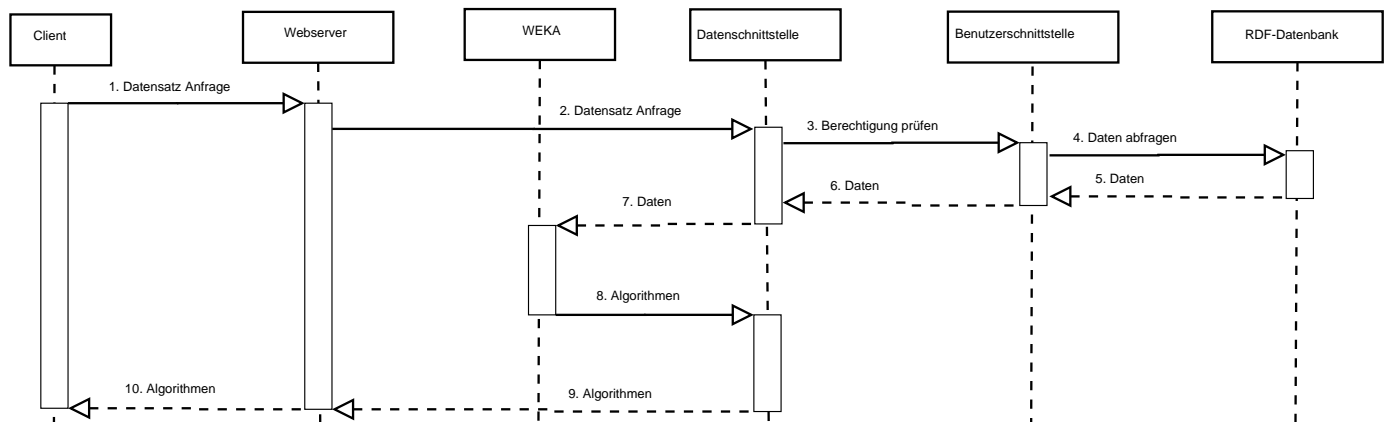 Client
Webserver
WEKA
Datenschnittstelle
Benutzerschnittstelle
RDF-Datenbank
1. Datensatz Anfrage
2. Datensatz Anfrage
3. Berechtigung prüfen
4. Daten abfragen
5. Daten
6. Daten
7. Daten
8. Algorithmen
9. Algorithmen
10. Algorithmen